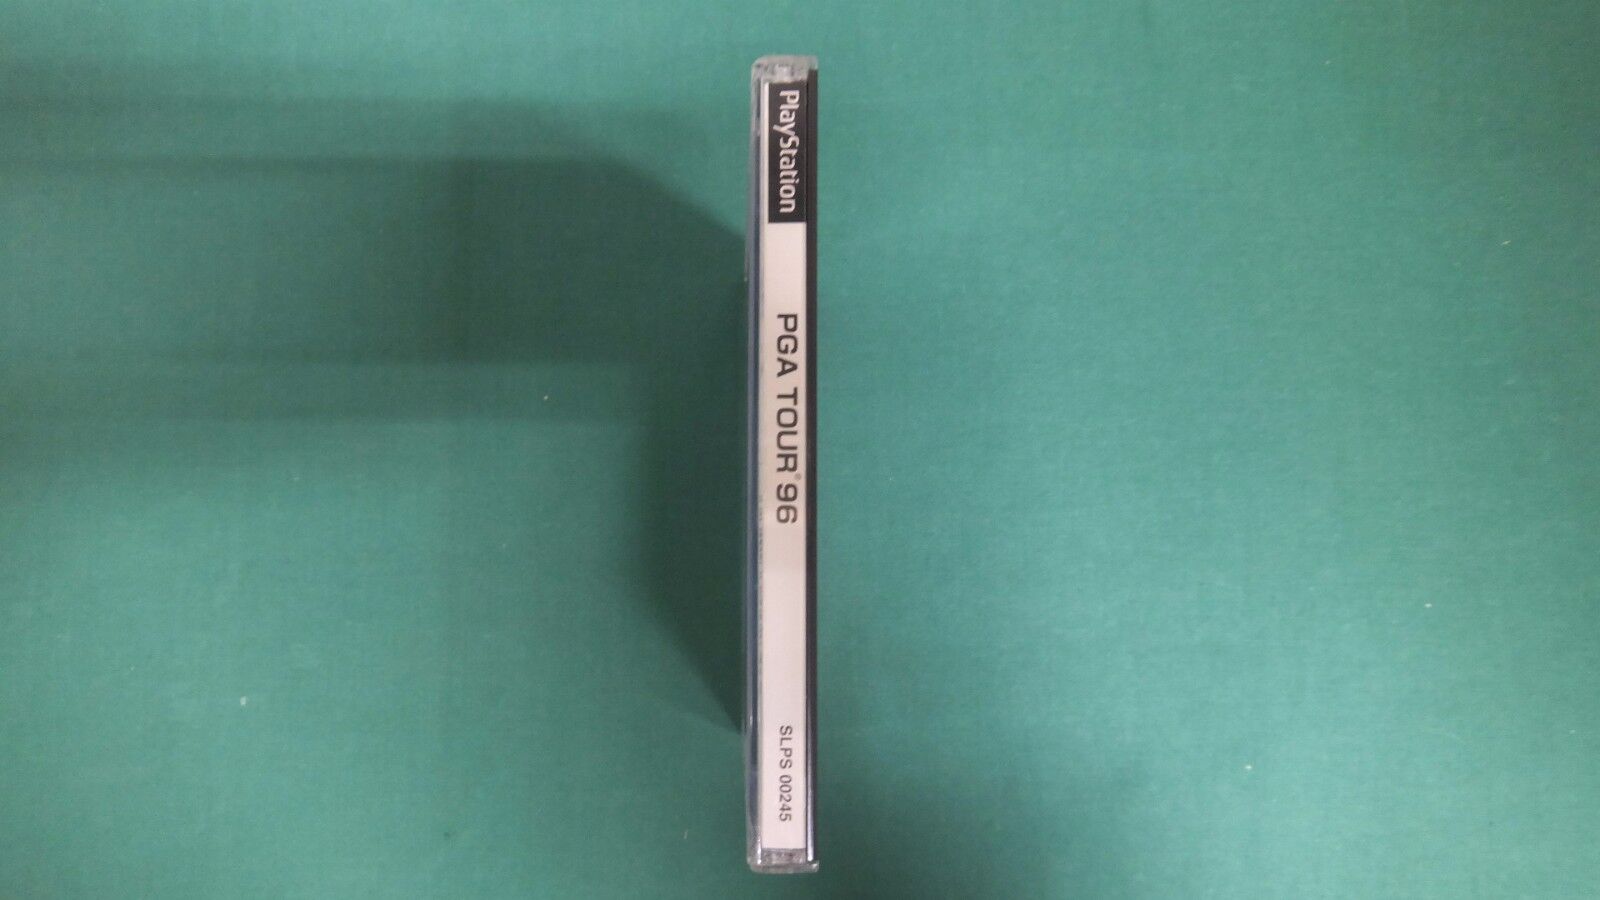 PlayStation
PGA TOUR® 96
SLPS 00245